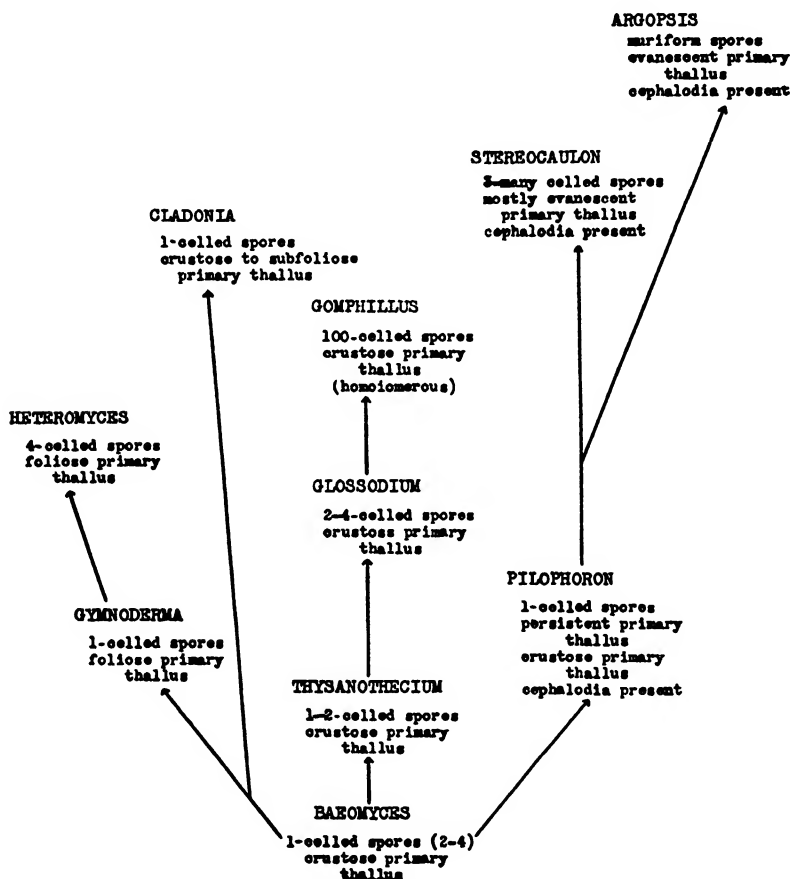 ARGOPSIS
muriform spores
evanescent primary
thallus
cephalodia present
STEREOCAULON
3-many celled spores
mostly evanescent
primary thallus
cephalodia present
CLADONIA
1-celled spores
crustose to subfoliose
primary thallus
GOMPHILLUS
100-celled spores
crustose primary
thallus
(homoiomerous)
HETEROMYCES
4-celled spores
foliose primary
thallus
GLOSSODIUM
2-4-celled spores
crustose primary
thallus
PILOPHORON
1-celled spores
persistent primary
thallus
crustose primary
thallus
cephalodia present
GYMNODERMA
1-celled spores
foliose primary
thallus
THYSANOTHECIUM
1-2-celled spores
crustose primary
thallus
BAEOMYCES
1-celled spores (2-4)
crustose primary
thallus